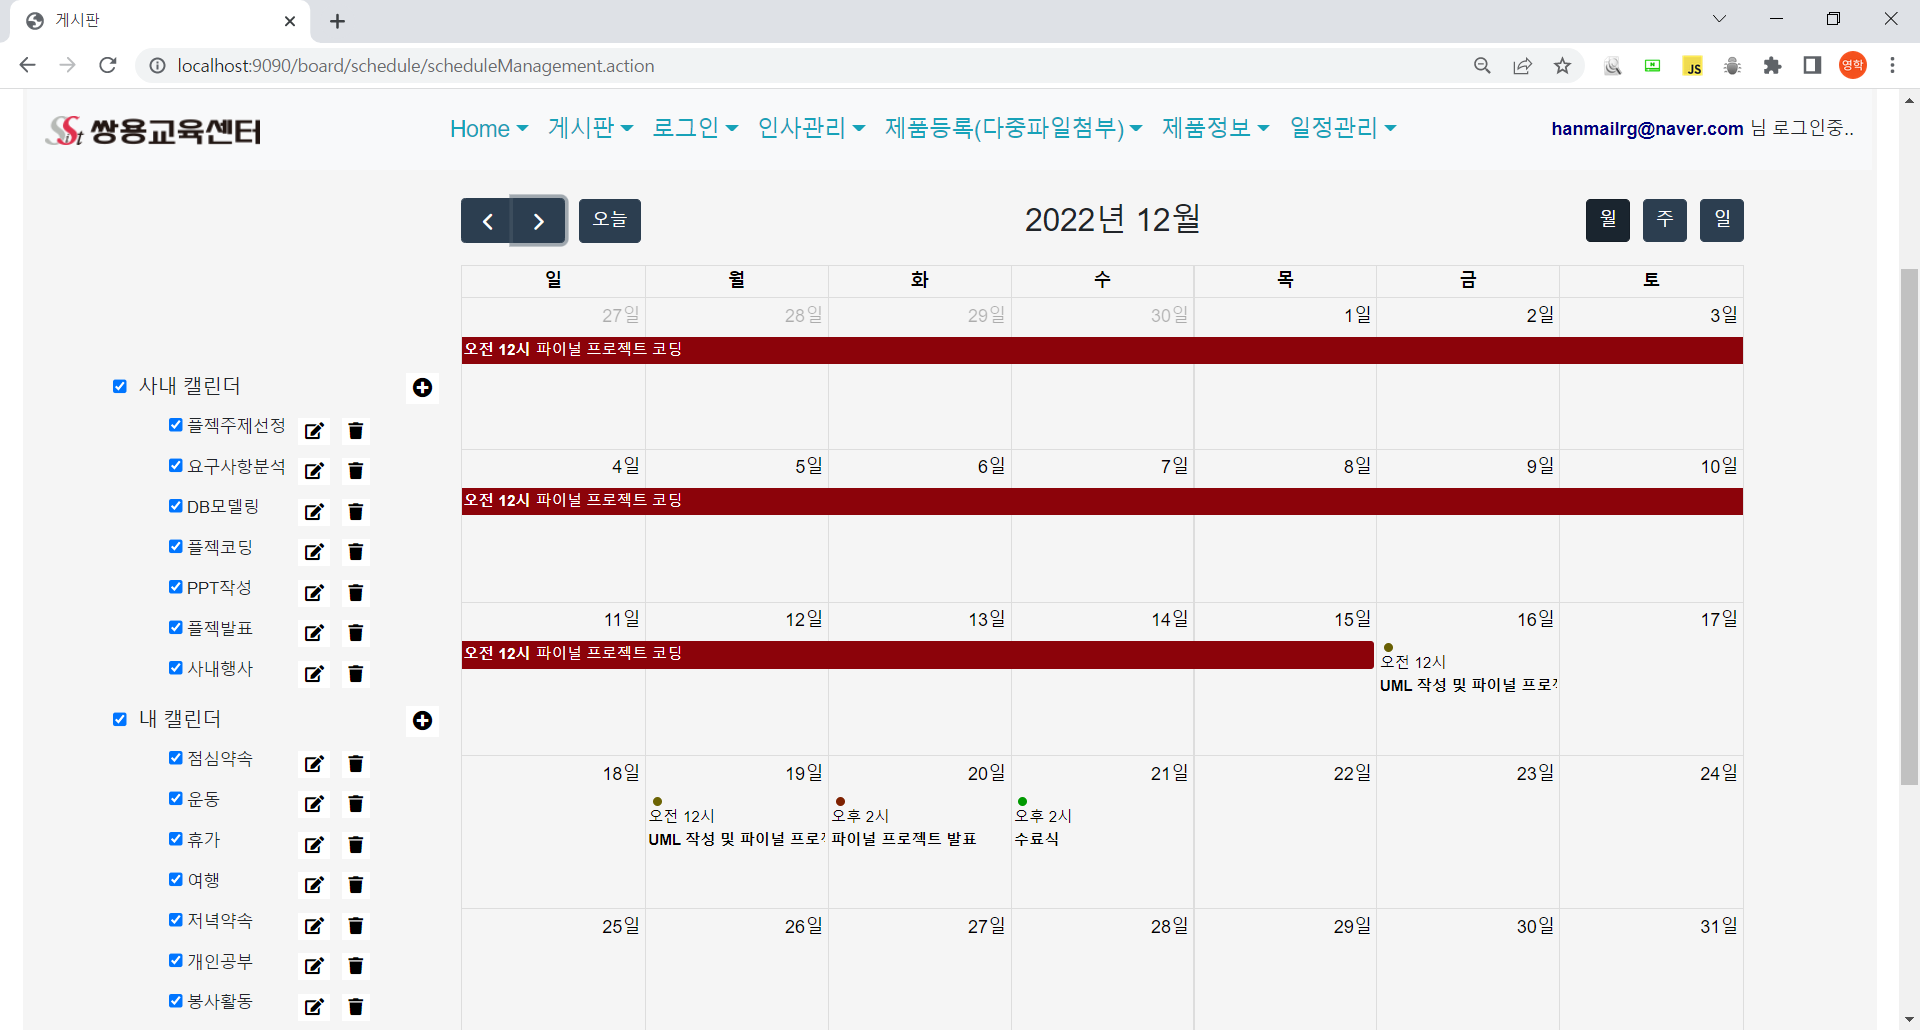 게시판
localhost:9090/board/schedule/scheduleManagement.action
JS
영학
SSist 쌍용교육센터
Home 게시판 로그인 인사관리 제품등록(다중파일첨부) 제품정보 일정관리
hanmailrg@naver.com 님 로그인중..
오늘
2022년 12월
월 주 일
일 월 화 수 목 금 토
27일 28일 29일 30일 1일 2일 3일
오전 12시 파이널 프로젝트 코딩
4일 5일 6일 7일 8일 9일 10일
오전 12시 파이널 프로젝트 코딩
11일 12일 13일 14일 15일 16일 17일
오전 12시 파이널 프로젝트 코딩
오전 12시
UML 작성 및 파이널 프로
18일 19일 20일 21일 22일 23일 24일
오전 12시 오후 2시 오후 2시
UML 작성 및 파이널 프로 파이널 프로젝트 발표 수료식
25일 26일 27일 28일 29일 30일 31일
사내 캘린더
플젝주제선정
요구사항분석
DB모델링
플젝코딩
PPT작성
플젝발표
사내행사
내 캘린더
점심약속
운동
휴가
여행
저녁약속
개인공부
봉사활동